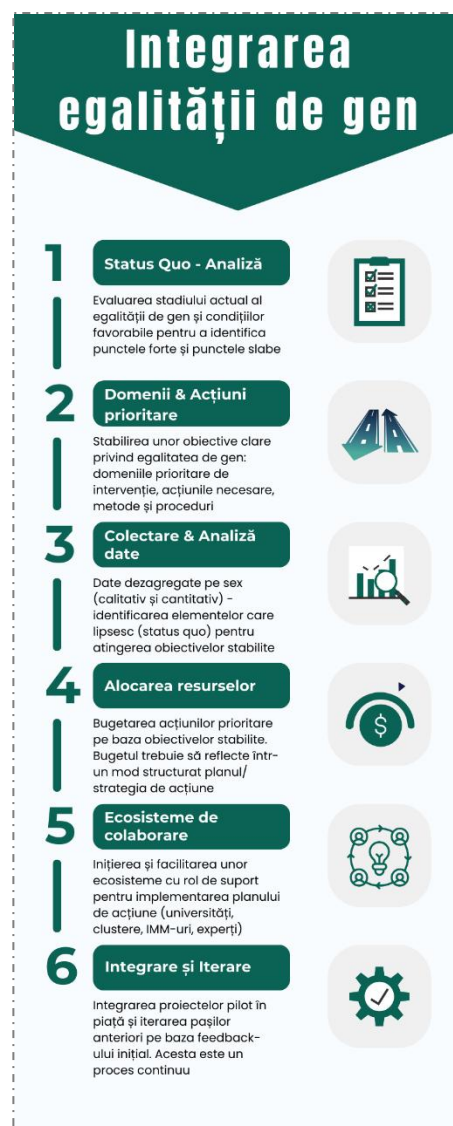 Integrarea
egalității de gen
1
Status Quo - Analiză
Evaluarea stadiului actual al
egalității de gen și condițiilor
favorabile pentru a identifica
punctele forte și punctele slabe
2
Domenii & Acțiuni
prioritare
Stabilirea unor obiective clare
privind egalitatea de gen:
domeniile prioritare de
intervenție, acțiunile necesare,
metode și proceduri
3
Colectare & Analiză
date
Date dezagregate pe sex
(calitativ și cantitativ) -
identificarea elementelor care
lipsesc (status quo) pentru
atingerea obiectivelor stabilite
4
Alocarea resurselor
Bugetarea acțiunilor prioritare
pe baza obiectivelor stabilite.
Bugetul trebuie să reflecte într-
un mod structurat planul/
strategia de acțiune
$
5
Ecosisteme de
colaborare
Inițierea și facilitarea unor
ecosisteme cu rol de suport
pentru implementarea planului
de acțiune (universități,
clustere, IMM-uri, experți)
6
Integrare și Iterare
Integrarea proiectelor pilot în
piață și iterarea pașilor
anteriori pe baza feedback-
ului inițial. Acesta este un
proces continuu